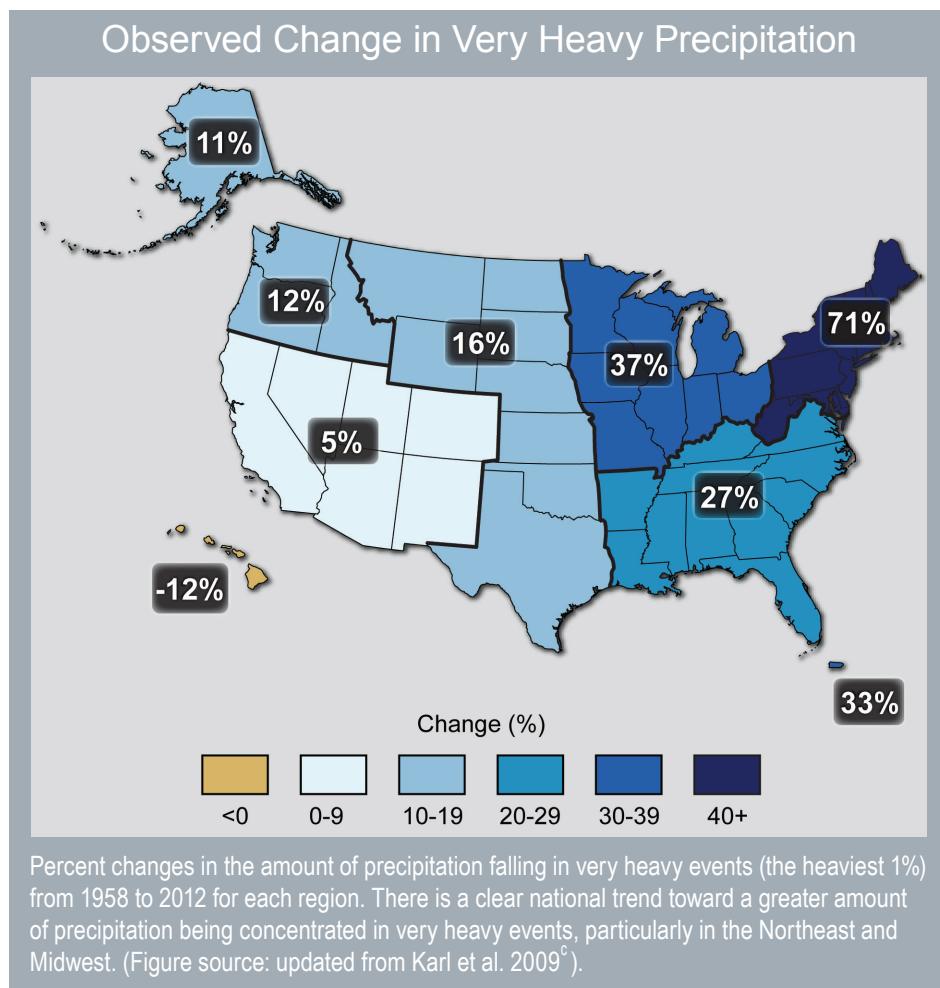 Observed Change in Very Heavy Precipitation
11%
12%
16%
71%
37%
5%
27%
-12%
33%
Change (%)
<0 0-9 10-19 20-29 30-39 40+
Percent changes in the amount of precipitation falling in very heavy events (the heaviest 1%)
from 1958 to 2012 for each region. There is a clear national trend toward a greater amount
of precipitation being concentrated in very heavy events, particularly in the Northeast and
Midwest. (Figure source: updated from Karl et al. 2009c).